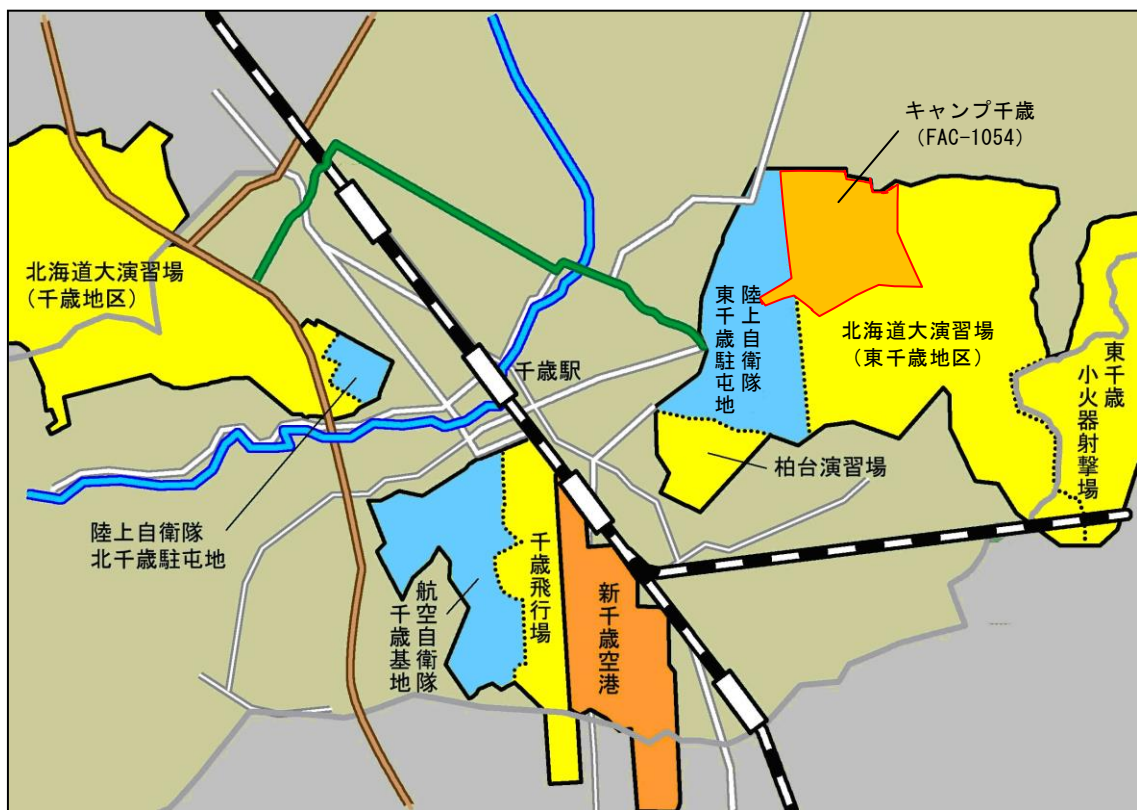 キャンプ千歳
（FAC-1054）
北海道大演習場
（千歳地区）
陸上自衛隊
東千歳駐屯地
北海道大演習場
（東千歳地区）
東千歳
小火器射撃場
千歳駅
柏台演習場
陸上自衛隊
北千歳駐屯地
航空自衛隊
千歳基地
千歳飛行場
新千歳空港